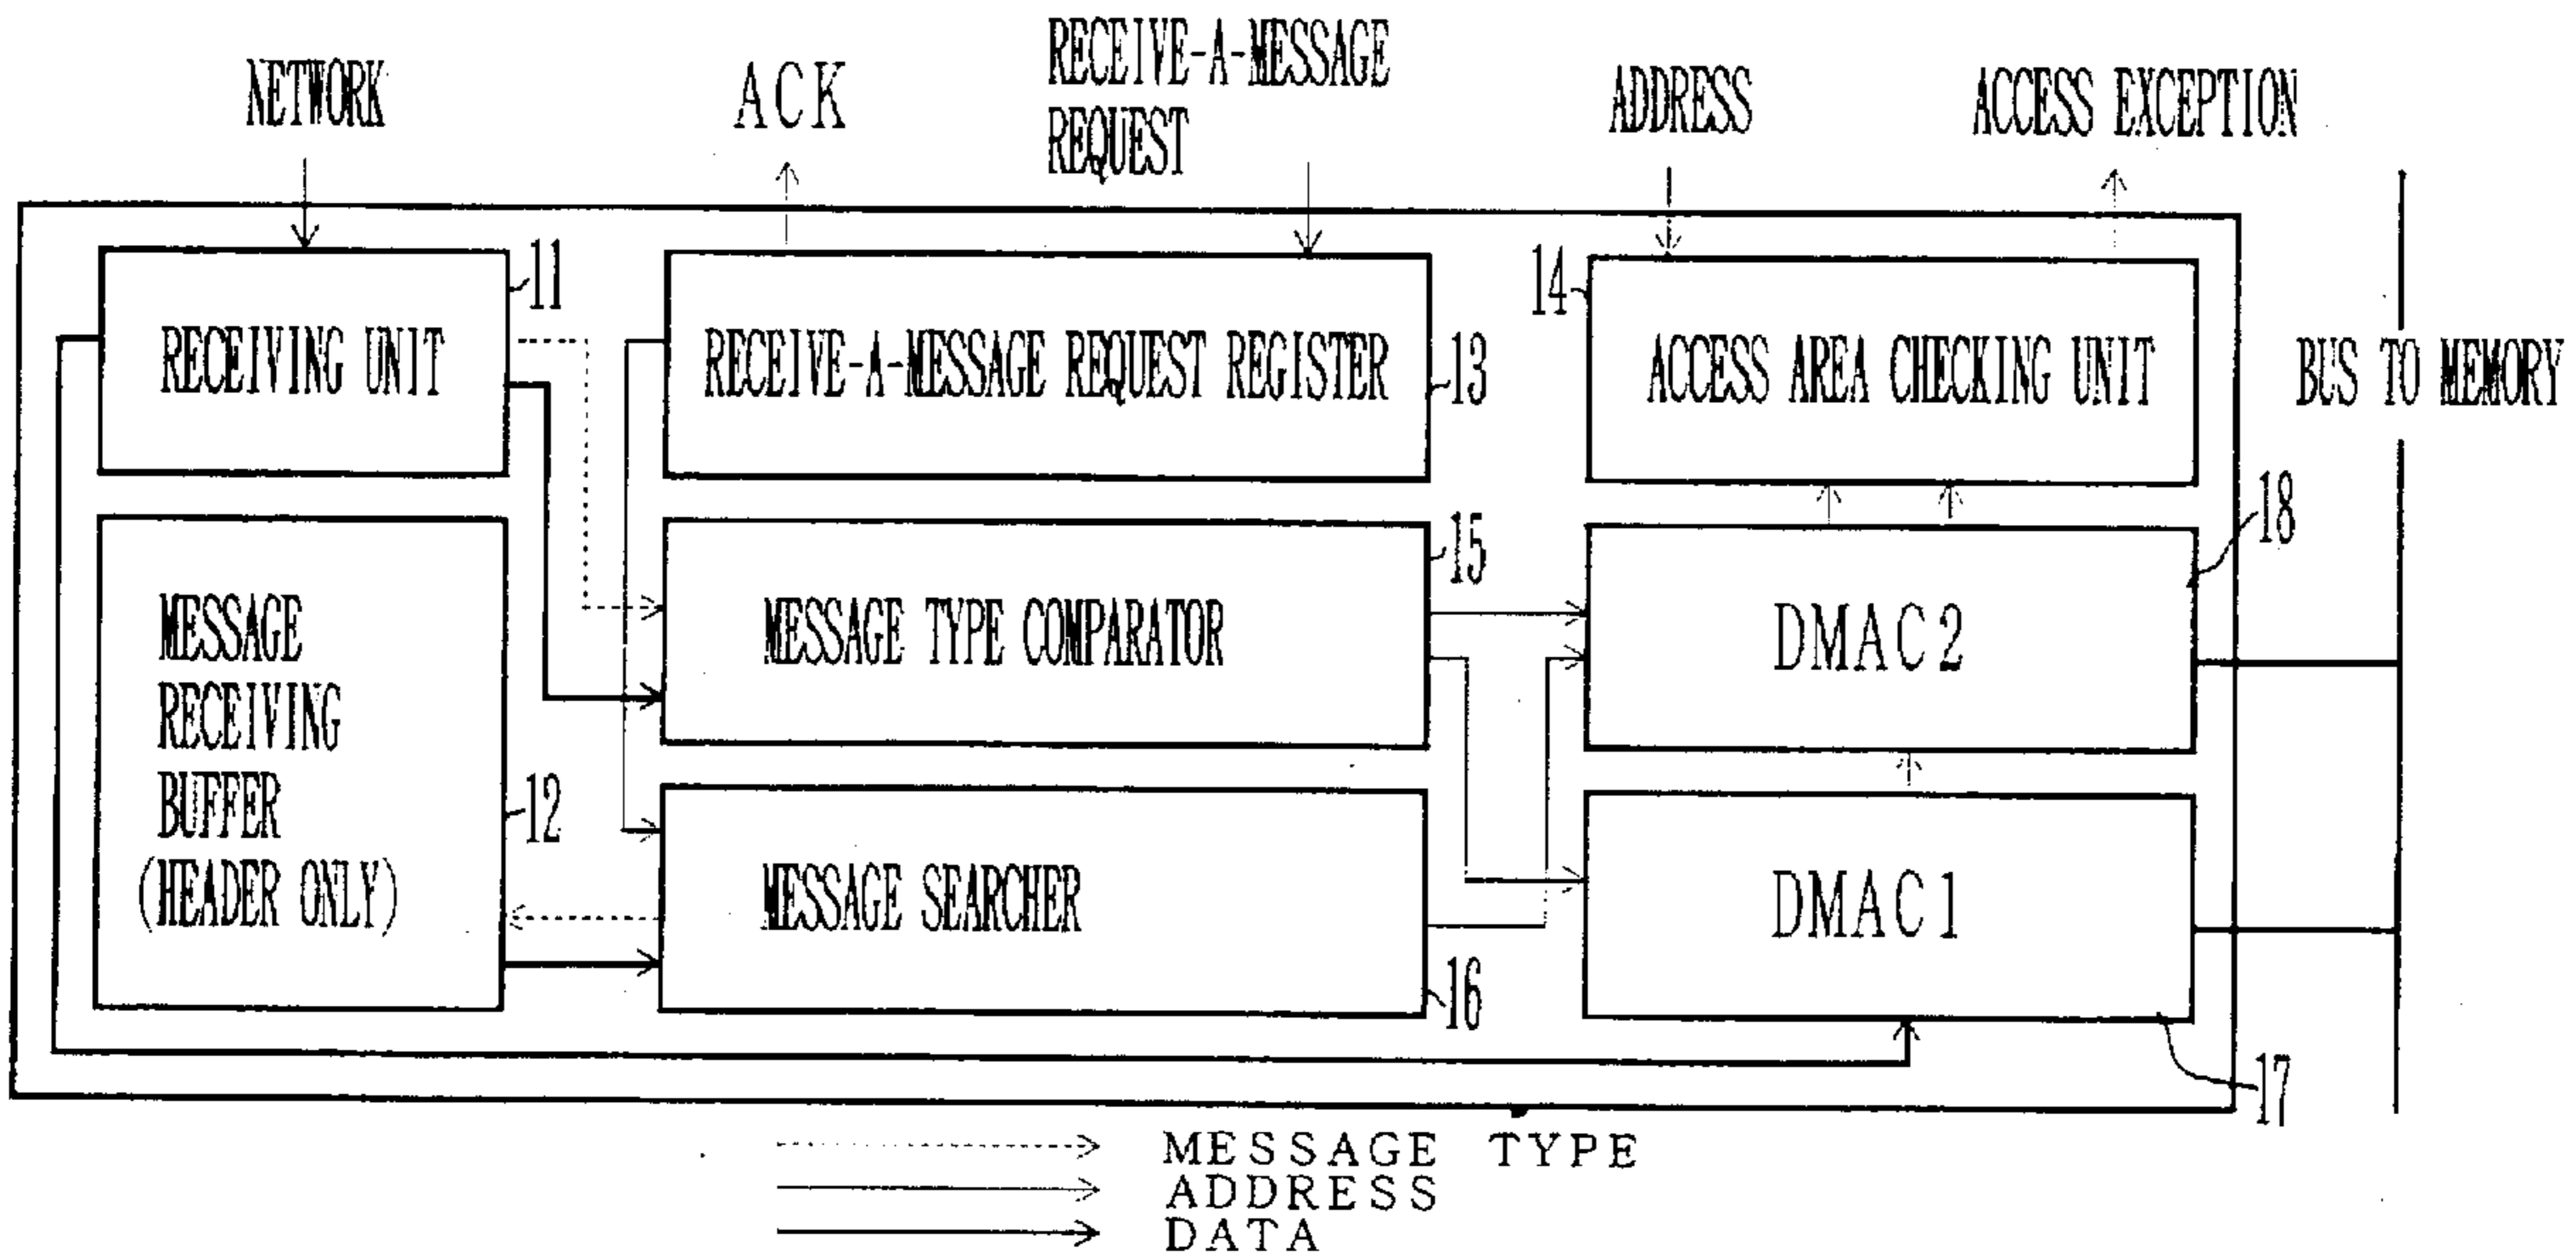 NETWORK
ACK
RECEIVE-A-MESSAGE
REQUEST
ADDRESS
ACCESS EXCEPTION
11
RECEIVING UNIT
RECEIVE-A-MESSAGE REQUEST REGISTER
13
14
ACCESS AREA CHECKING UNIT
BUS TO MEMORY
MESSAGE
RECEIVING
BUFFER
(HEADER ONLY)
12
15
MESSAGE TYPE COMPARATOR
DMAC2
18
MESSAGE SEARCHER
16
DMAC1
17
MESSAGE TYPE
ADDRESS
DATA